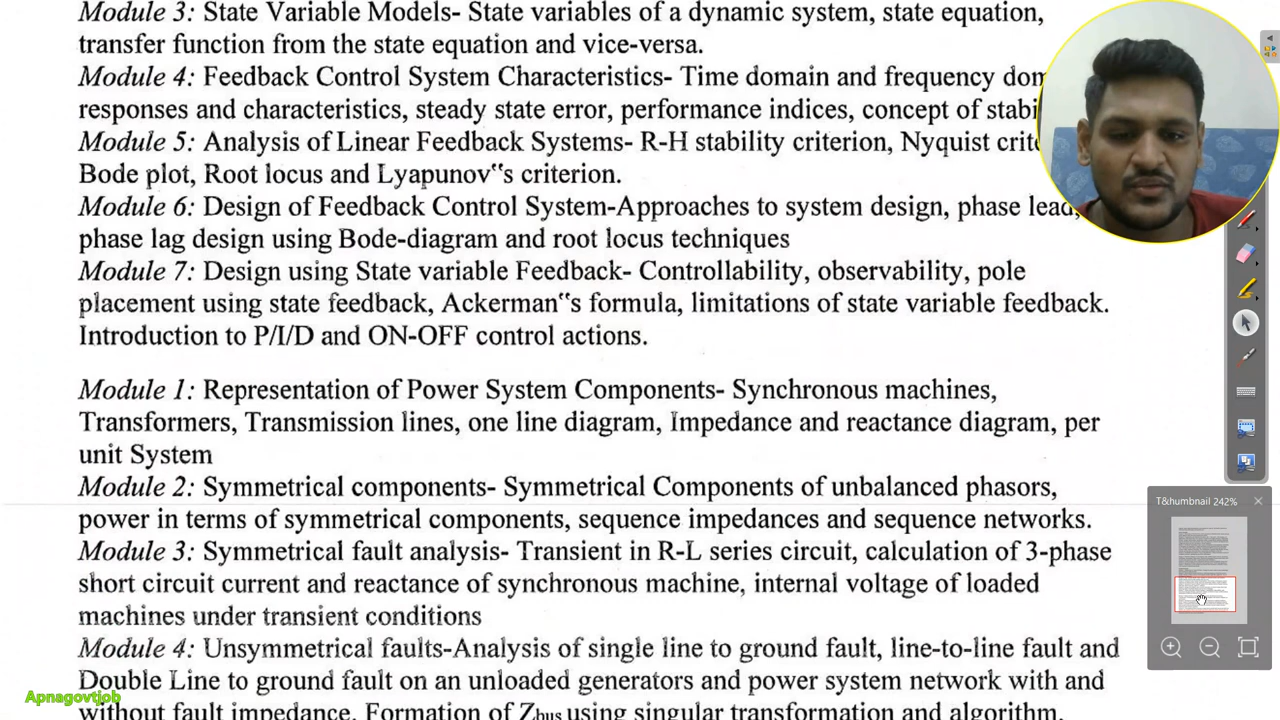 Module 3: State Variable Models- State variables of a dynamic system, state equation,
transfer function from the state equation and vice-versa.
Module 4: Feedback Control System Characteristics- Time domain and frequency
responses and characteristics, steady state error, performance indices, concept of
Module 5: Analysis of Linear Feedback Systems- R-H stability criterion, Nyquist
Bode plot, Root locus and Lyapunov‟s criterion.
Module 6: Design of Feedback Control System-Approaches to system design, phase lead,
phase lag design using Bode-diagram and root locus techniques
Module 7: Design using State variable Feedback- Controllability, observability, pole
placement using state feedback, Ackerman‟s formula, limitations of state variable feedback.
Introduction to P/I/D and ON-OFF control actions.
Module 1: Representation of Power System Components- Synchronous machines,
Transformers, Transmission lines, one line diagram, Impedance and reactance diagram, per
unit System
Module 2: Symmetrical components- Symmetrical Components of unbalanced phasors,
T&humbnail 242%
power in terms of symmetrical components, sequence impedances and sequence networks.
Module 3: Symmetrical fault analysis- Transient in R-L series circuit, calculation of 3-phase
short circuit current and reactance of synchronous machine, internal voltage of loaded
machines under transient conditions
Module 4: Unsymmetrical faults-Analysis of single line to ground fault, line-to-line fault and
Double Line to ground fault on an unloaded generators and power system network with and
Apnagovtjob
without fault impedance. Formation of Zbus using singular transformation and algorithm.